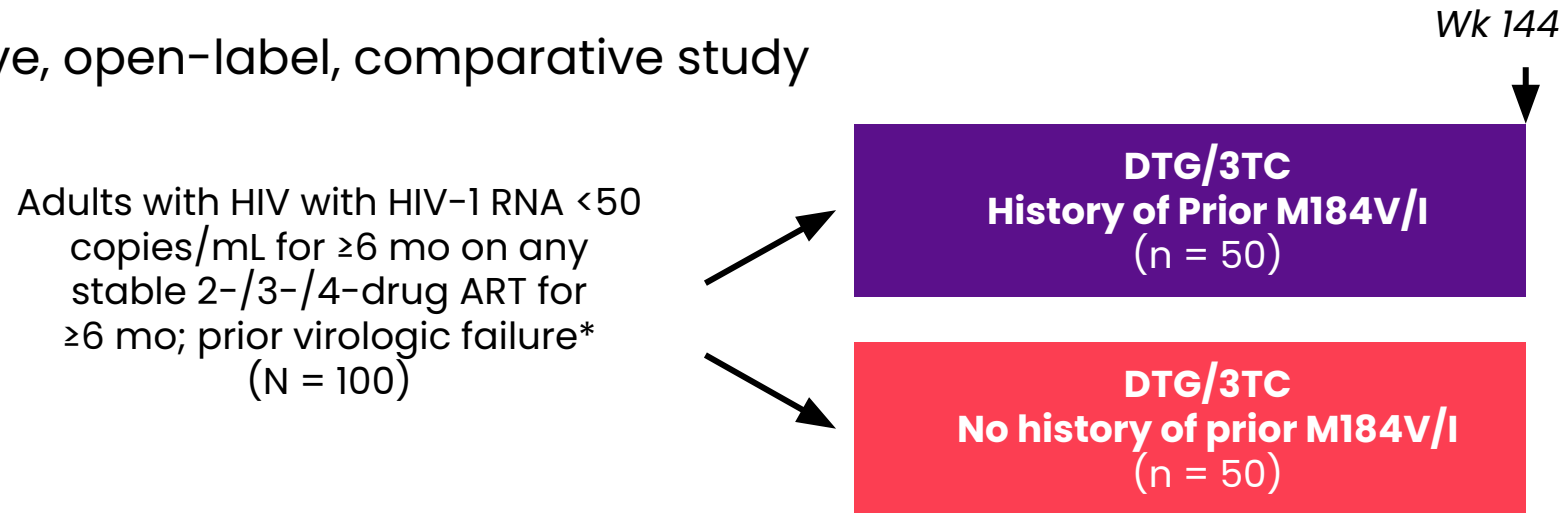 Wk 144
open-label, comparative study
Adults with HIV with HIV-1 RNA <50
copies/mL for ≥6 mo on any
stable 2-/3-/4-drug ART for
≥6 mo; prior virologic failure*
(N = 100)
DTG/3TC
History of Prior M184V/I
(n = 50)
DTG/3TC
No history of prior M184V/I
(n = 50)